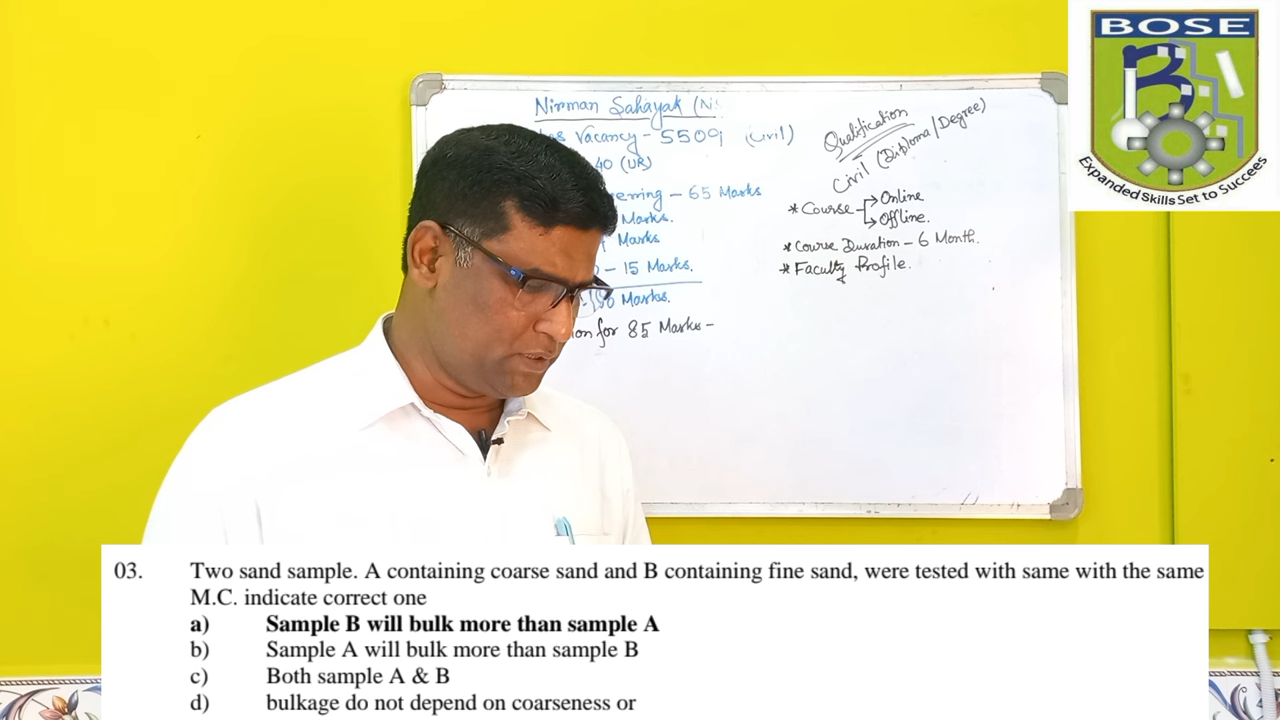 BOSE
Expanded Skills Set to Succees
Nirman Sahayak (Ni
Vacancy - 5509 (Civil)
40 (UR)
erring - 65 Marks
Marks.
Marks
- 15 Marks.
Marks.
ion for 85 Marks -
Qualification
Civil (Diploma/Degree)
* Course
Online
Offline.
* Course Duration - 6 Month.
* Faculty Profile.
03. Two sand sample. A containing coarse sand and B containing fine sand, were tested with same with the same
M.C. indicate correct one
a) Sample B will bulk more than sample A
b) Sample A will bulk more than sample B
c) Both sample A & B
d) bulkage do not depend on coarseness or